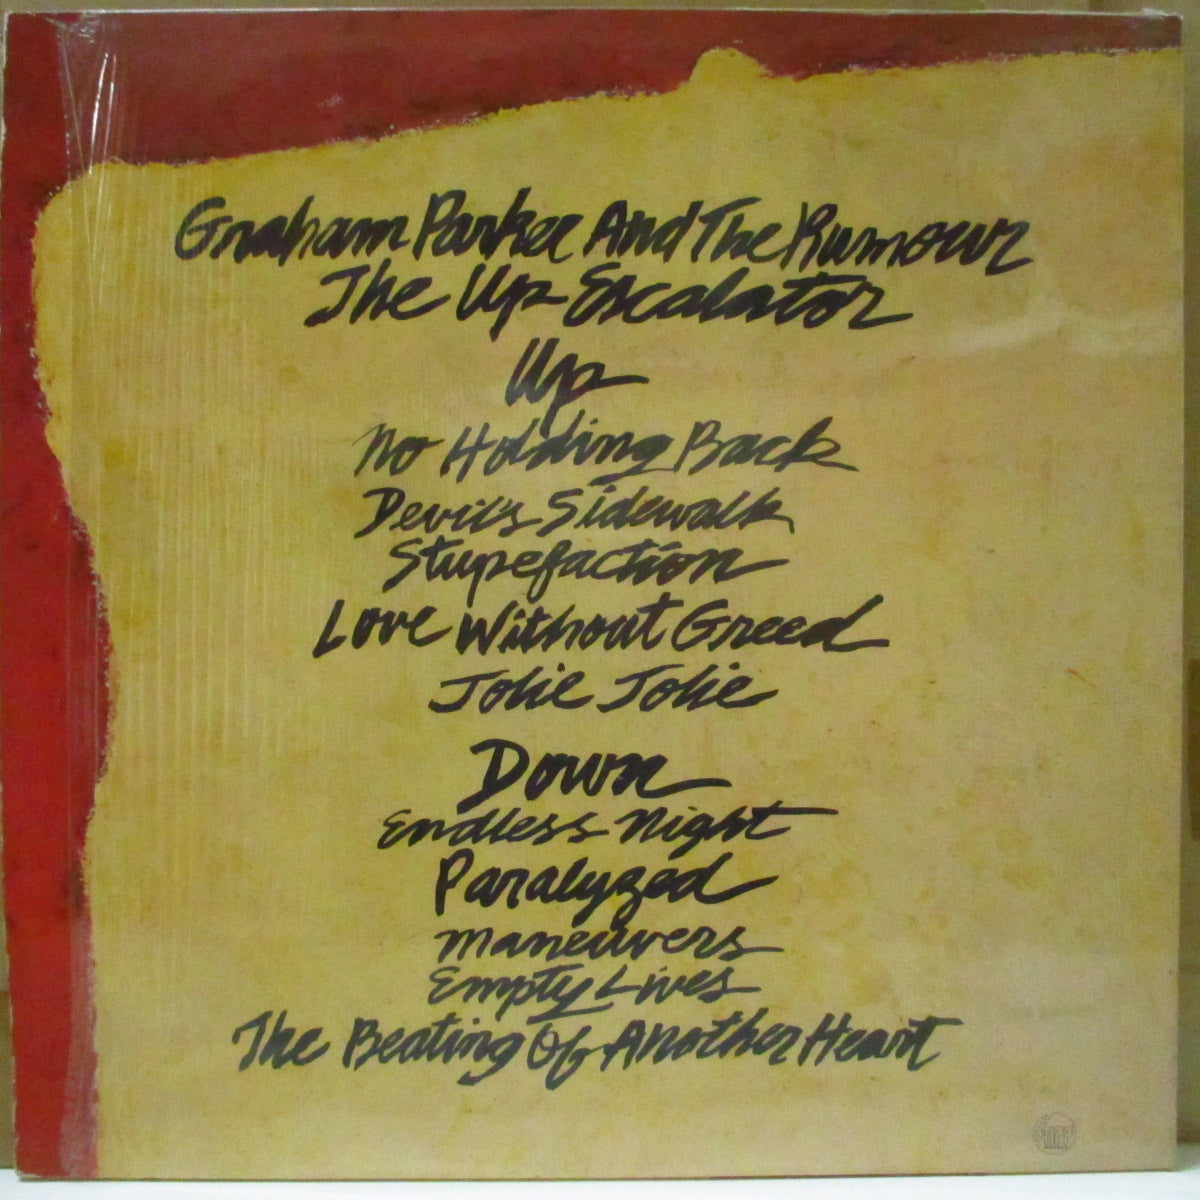 Graham Parker And The Rumour
The Up Escalator
Up
No Holding Back
Devil's Sidewalk
Stupefaction
Love Without Greed
Jolie Jolie
Down
Endless Night
Paralyzed
Maneuvers
Empty Lives
The Beating Of Another Heart